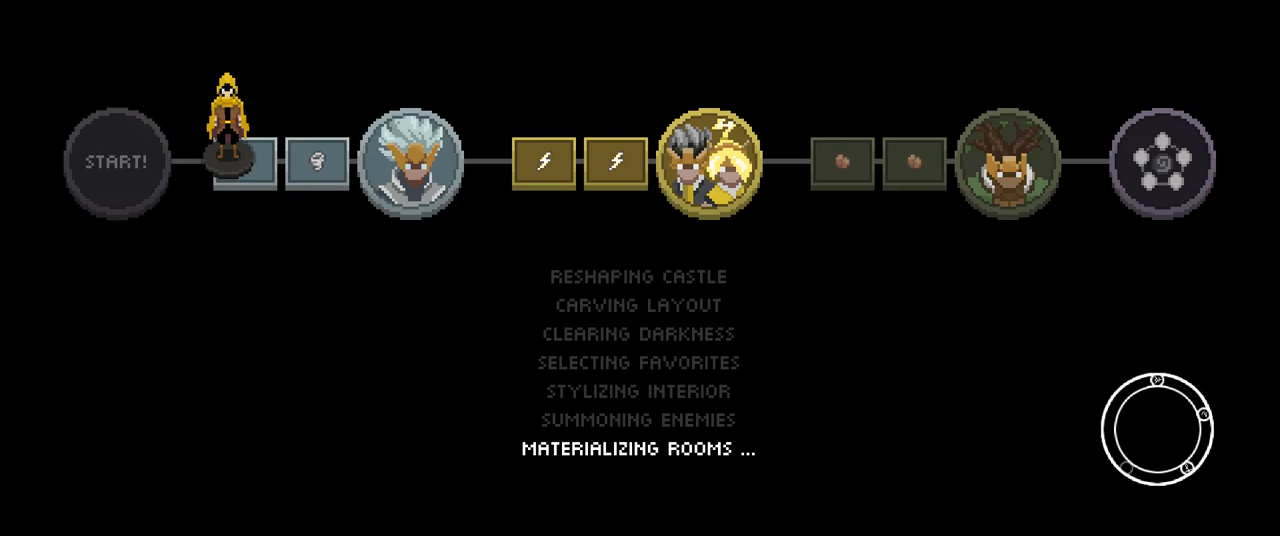 START!
RESHAPING CASTLE
CARVING LAYOUT
CLEARING DARKNESS
SELECTING FAVORITES
STYLIZING INTERIOR
SUMMONING ENEMIES
MATERIALIZING ROOMS ...